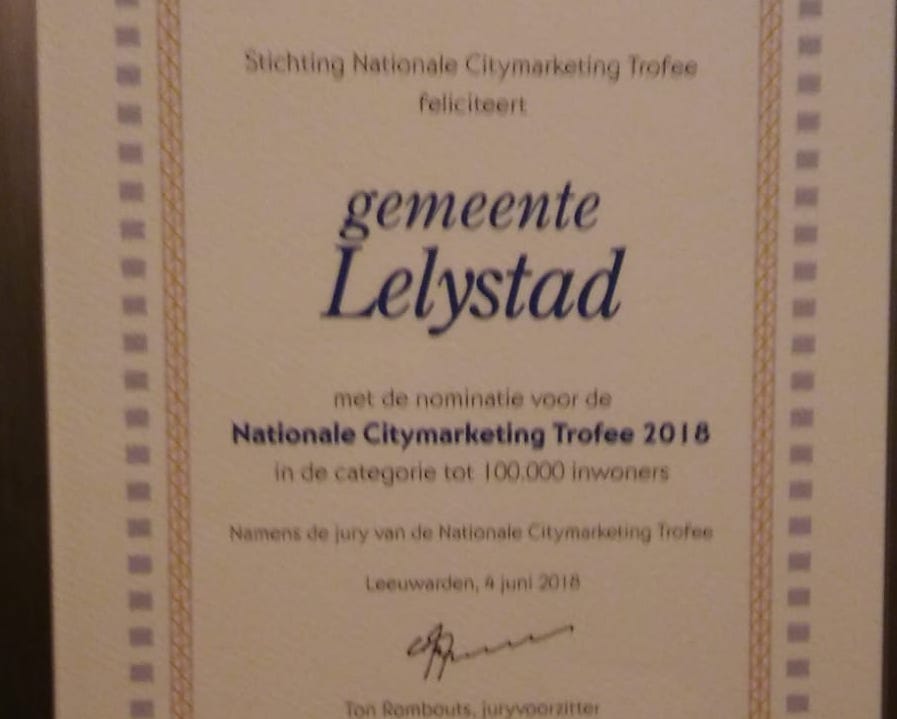 Stichting Nationale Citymarketing Trofee
feliciteert
gemeente
Lelystad
met de nominatie voor de
Nationale Citymarketing Trofee 2018
in de categorie tot 100.000 inwoners
Namens de jury van de Nationale Citymarketing Trofee
Leeuwarden, 4 juni 2018
Ton Rombouts, juryvoorzitter